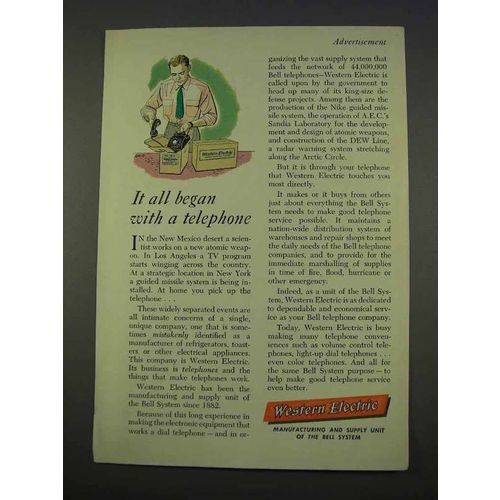 Advertisement
Western Electric
It all began
with a telephone
IN the New Mexico desert a scien-
tist works on a new atomic weap-
on. In Los Angeles a TV program
starts winging across the country.
At a strategic location in New York
a guided missile system is being in-
stalled. At home you pick up the
telephone . . .
These widely separated events are
all intimate concerns of a single,
unique company, one that is some-
times mistakenly identified as a
manufacturer of refrigerators, toast-
ers or other electrical appliances.
This company is Western Electric.
Its business is telephones and the
things that make telephones work.
Western Electric has been the
manufacturing and supply unit of
the Bell System since 1882.
Because of this long experience in
making the electronic equipment that
works a dial telephone – and in or-
ganizing the vast supply system that
feeds the network of 44,000,000
Bell telephones–Western Electric is
called upon by the government to
head up many of its king-size de-
fense projects. Among them are the
production of the Nike guided mis-
sile system, the operation of A.E.C.'s
Sandia Laboratory for the develop-
ment and design of atomic weapons,
and construction of the DEW Line,
a radar warning system stretching
along the Arctic Circle.
But it is through your telephone
that Western Electric touches you
most directly.
It makes or it buys from others
just about everything the Bell Sys-
tem needs to make good telephone
service possible. It maintains a
nation-wide distribution system of
warehouses and repair shops to meet
the daily needs of the Bell telephone
companies, and to provide for the
immediate marshalling of supplies
in time of fire, flood, hurricane or
other emergency.
Indeed, as a unit of the Bell Sys-
tem, Western Electric is as dedicated
to dependable and economical serv-
ice as your Bell telephone company.
Today, Western Electric is busy
making many telephone conven-
iences such as volume control tele-
phones, light-up dial telephones . . .
even color telephones. And all for
the same Bell System purpose – to
help make good telephone service
even better.
Western Electric
MANUFACTURING AND SUPPLY UNIT
OF THE BELL SYSTEM